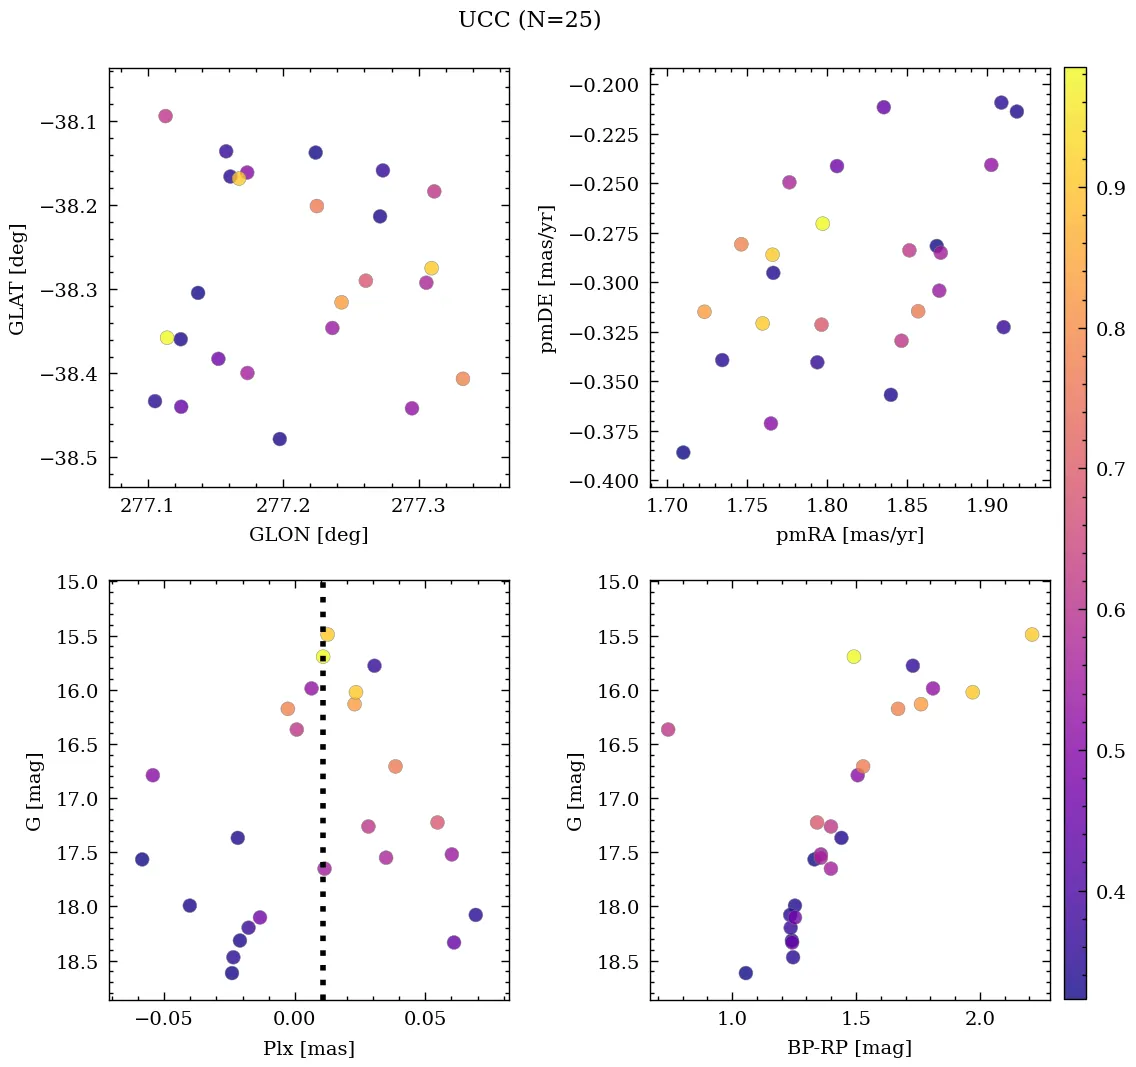 UCC (N=25)
−38.1
−38.2
−38.3
−38.4
−38.5
GLAT [deg]
277.1 277.2 277.3
GLON [deg]
−0.200
−0.225
−0.250
−0.275
−0.300
−0.325
−0.350
−0.375
−0.400
pmDE [mas/yr]
1.70 1.75 1.80 1.85 1.90
pmRA [mas/yr]
15.0
15.5
16.0
16.5
17.0
17.5
18.0
18.5
G [mag]
−0.05 0.00 0.05
Plx [mas]
15.0
15.5
16.0
16.5
17.0
17.5
18.0
18.5
G [mag]
1.0 1.5 2.0
BP-RP [mag]
0.9
0.8
0.7
0.6
0.5
0.4